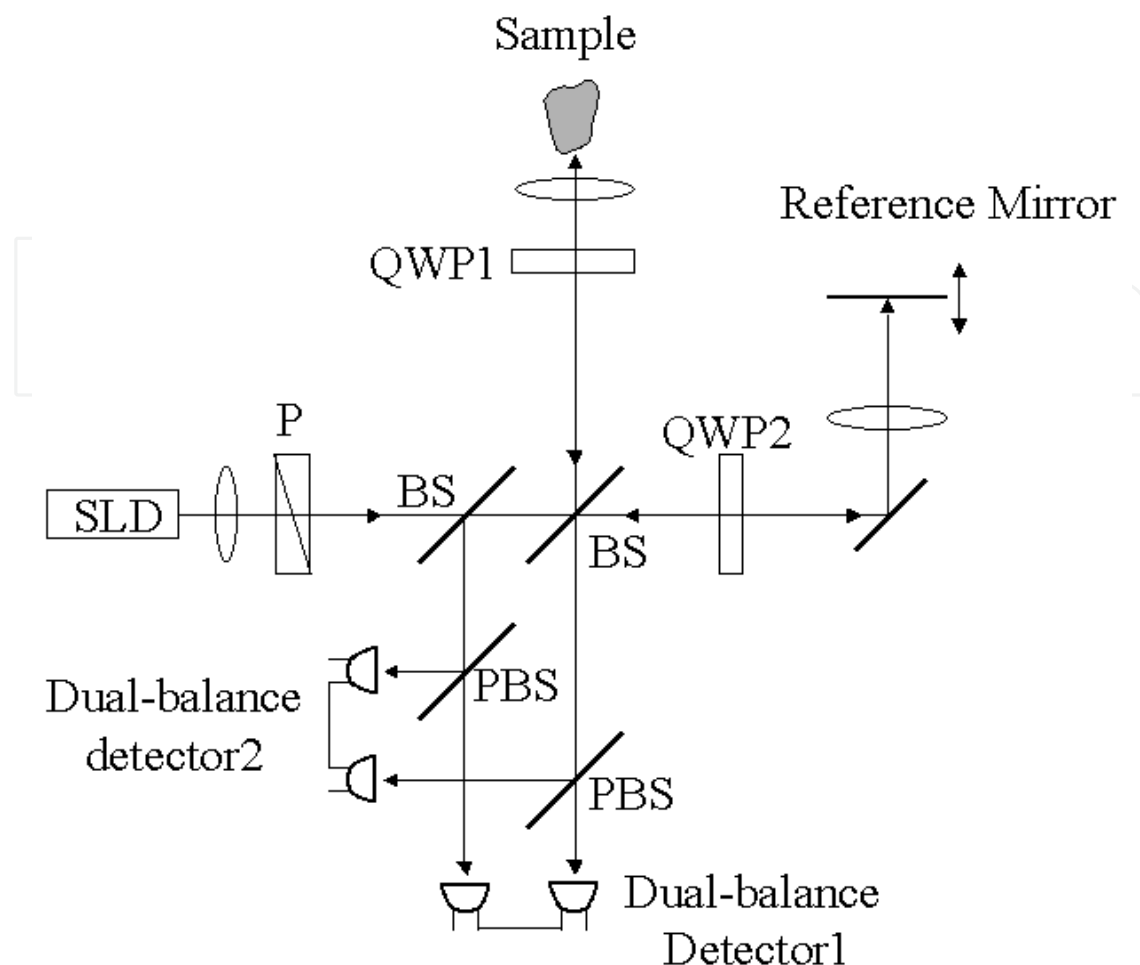 Sample
Reference Mirror
QWP1
P
QWP2
SLD
BS
BS
PBS
Dual-balance
detector2
PBS
Dual-balance
Detector1